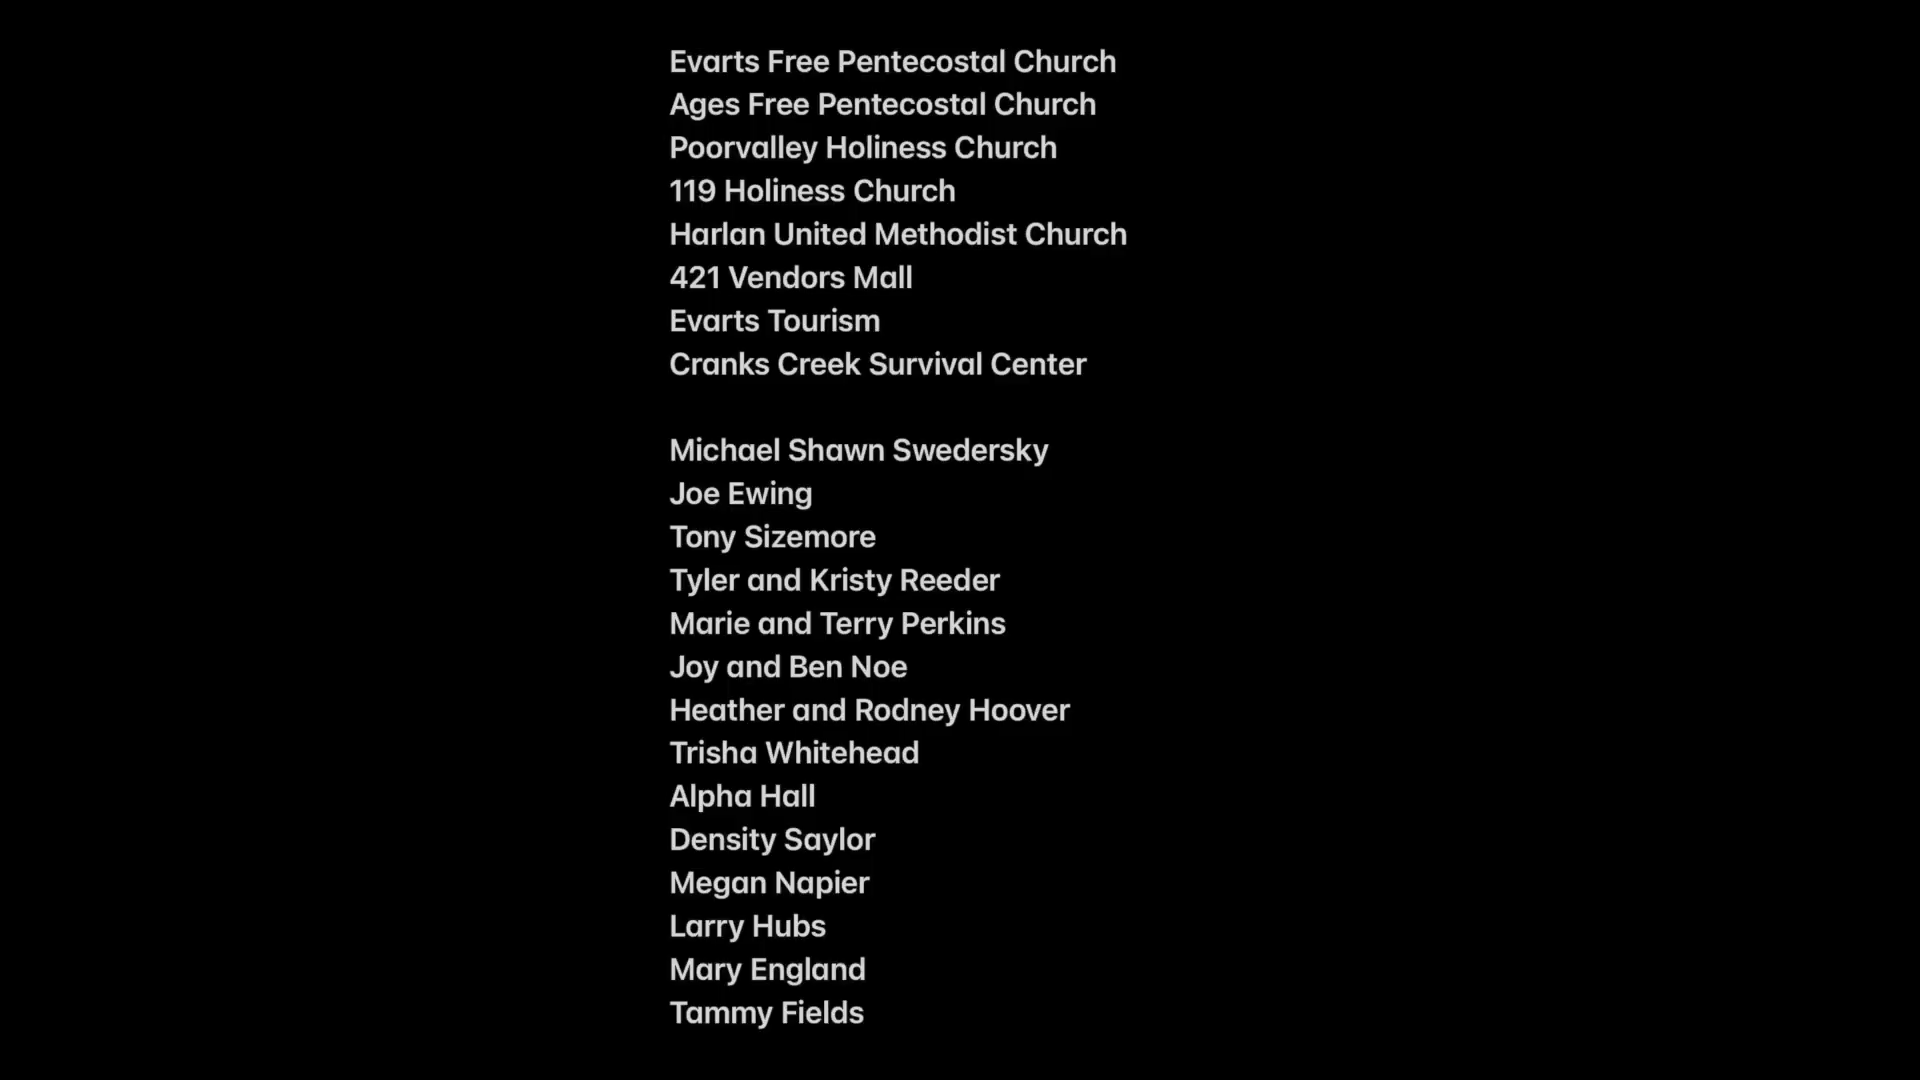 Evarts Free Pentecostal Church
Ages Free Pentecostal Church
Poorvalley Holiness Church
119 Holiness Church
Harlan United Methodist Church
421 Vendors Mall
Evarts Tourism
Cranks Creek Survival Center
Michael Shawn Swedersky
Joe Ewing
Tony Sizemore
Tyler and Kristy Reeder
Marie and Terry Perkins
Joy and Ben Noe
Heather and Rodney Hoover
Trisha Whitehead
Alpha Hall
Density Saylor
Megan Napier
Larry Hubs
Mary England
Tammy Fields